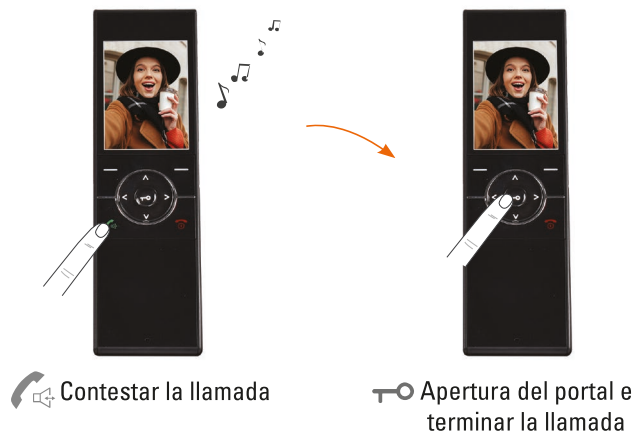 Contestar la llamada
Apertura del portal e
terminar la llamada